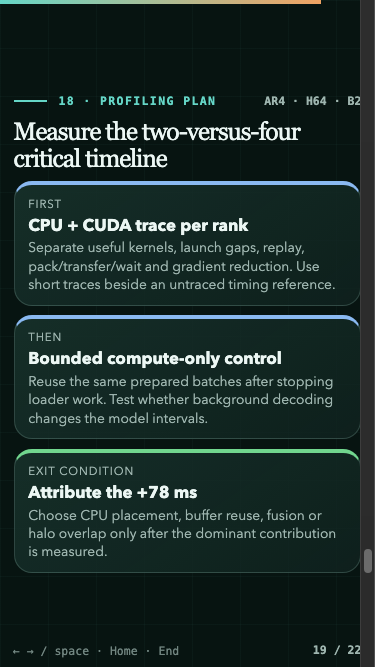 18 · PROFILING PLAN AR4 · H64 · B2
Measure the two-versus-four
critical timeline
FIRST
CPU + CUDA trace per rank
Separate useful kernels, launch gaps, replay,
pack/transfer/wait and gradient reduction. Use
short traces beside an untraced timing reference.
THEN
Bounded compute-only control
Reuse the same prepared batches after stopping
loader work. Test whether background decoding
changes the model intervals.
EXIT CONDITION
Attribute the +78 ms
Choose CPU placement, buffer reuse, fusion or
halo overlap only after the dominant contribution
is measured.
← → / space · Home · End 19 / 22